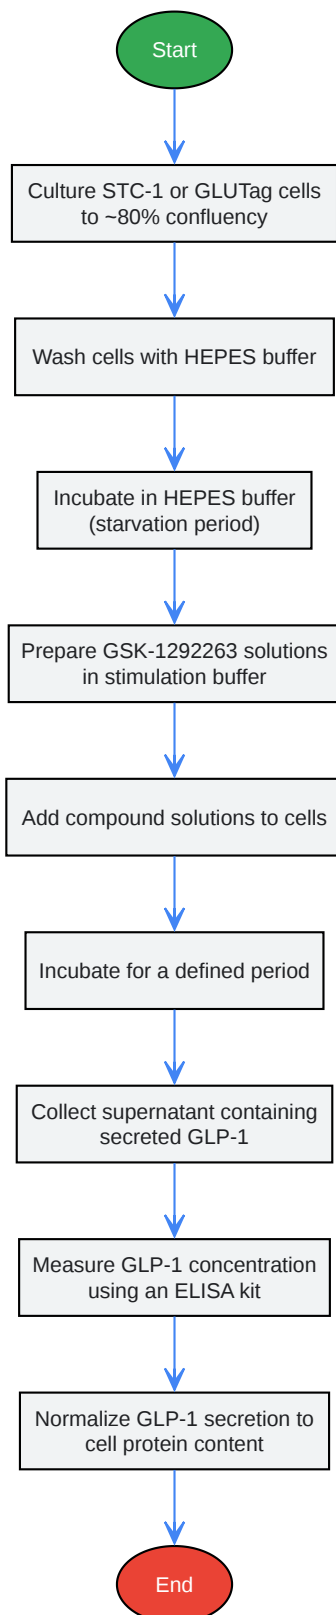 Start
Culture STC-1 or GLUTag cells
to ~80% confluency
Wash cells with HEPES buffer
Incubate in HEPES buffer
(starvation period)
Prepare GSK-1292263 solutions
in stimulation buffer
Add compound solutions to cells
Incubate for a defined period
Collect supernatant containing
secreted GLP-1
Measure GLP-1 concentration
using an ELISA kit
Normalize GLP-1 secretion to
cell protein content
End